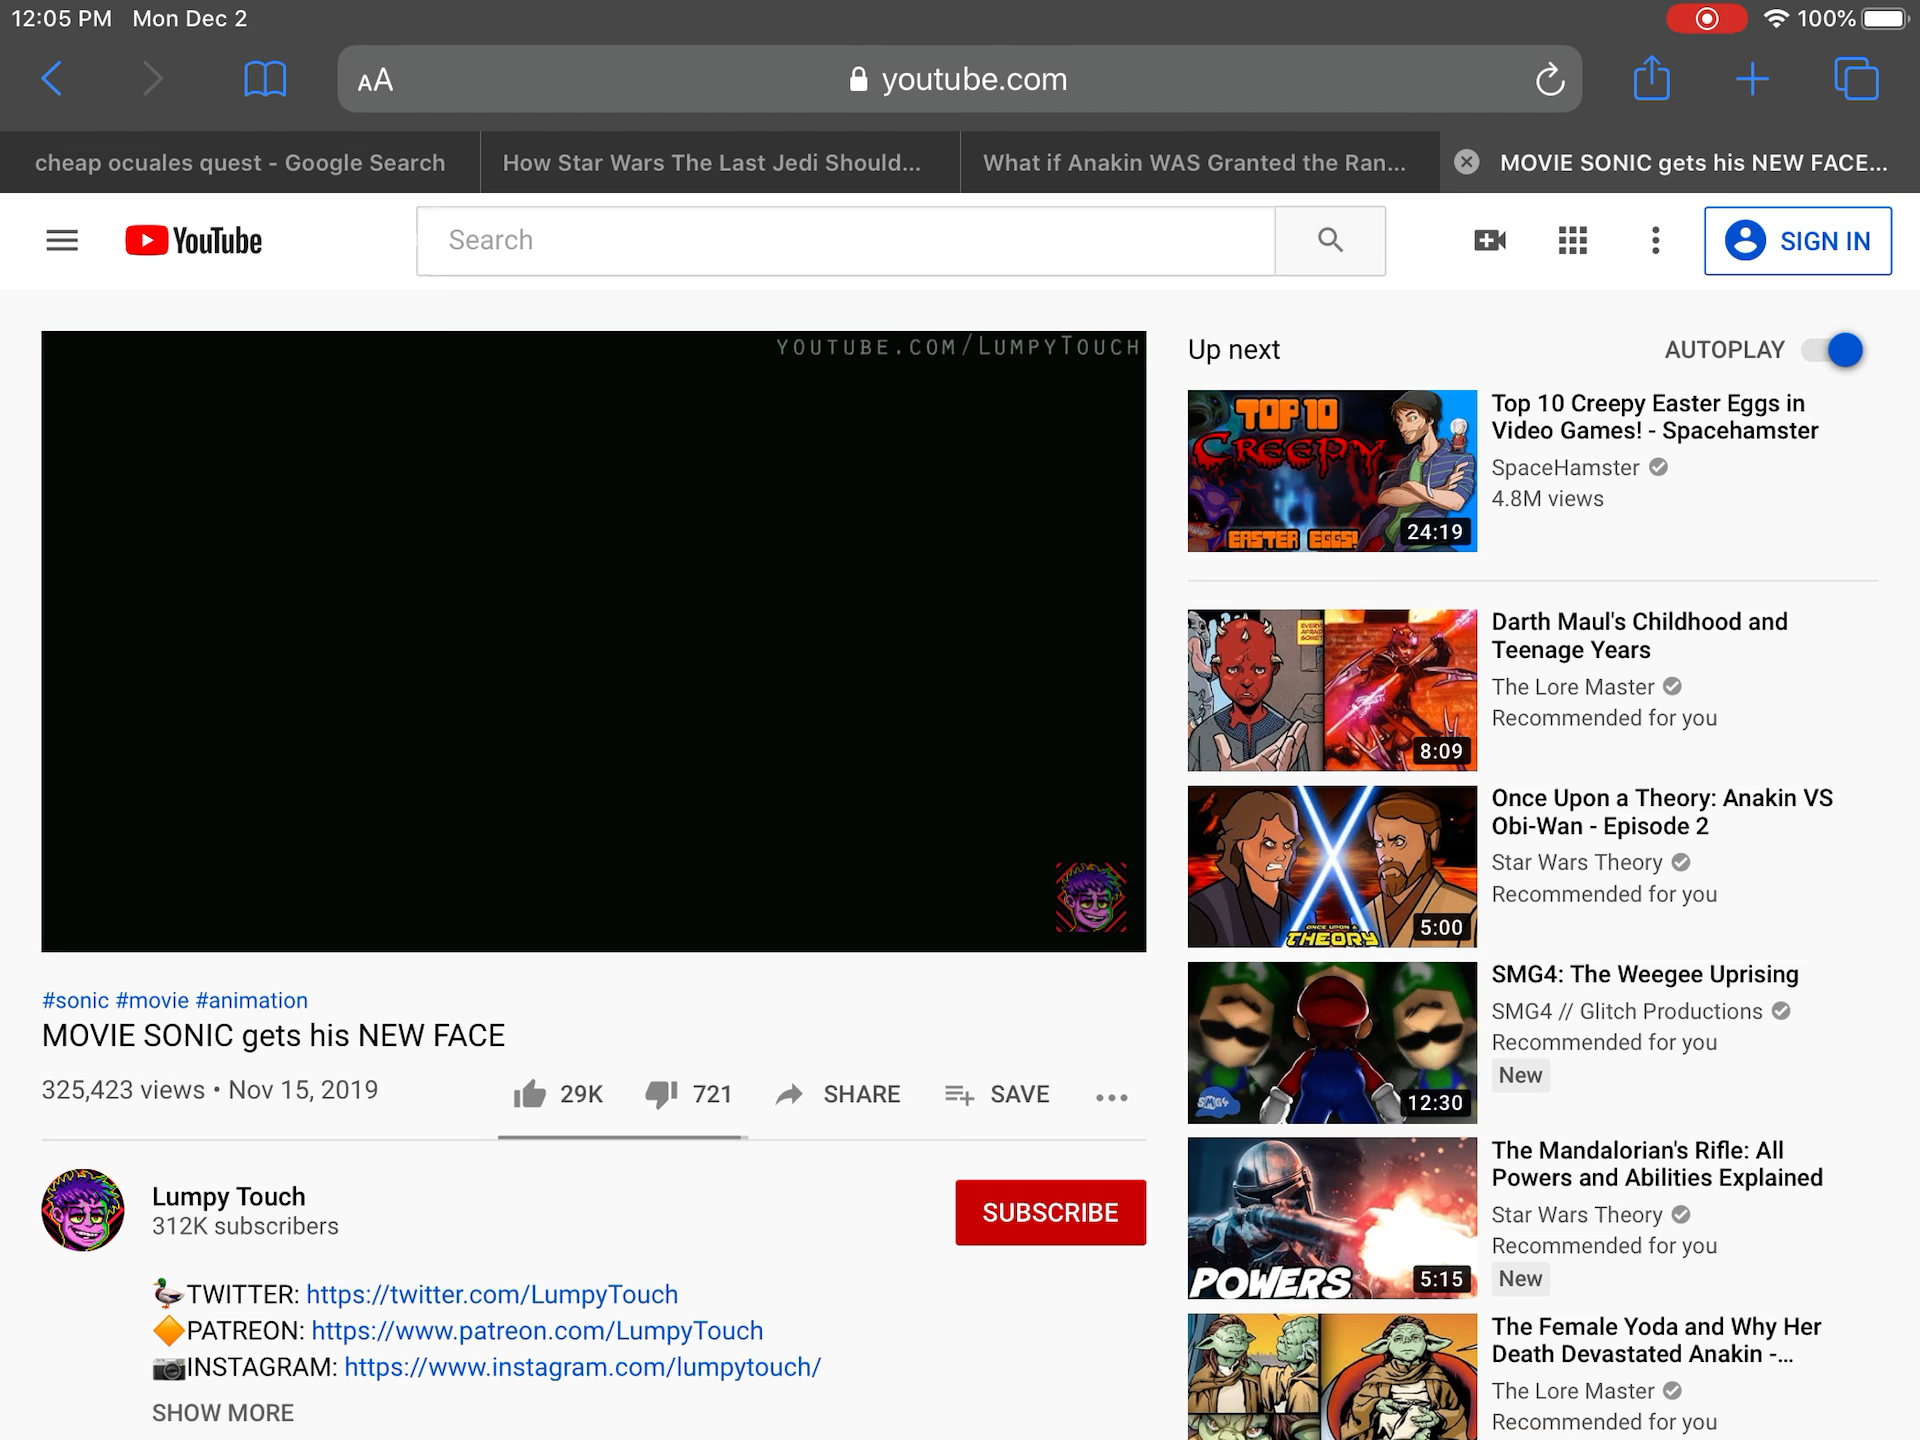 12:05 PM Mon Dec 2
100%
AA
youtube.com
cheap ocuales quest - Google Search
How Star Wars The Last Jedi Should...
What if Anakin WAS Granted the Ran...
MOVIE SONIC gets his NEW FACE...
YouTube
Search
SIGN IN
YOUTUBE.COM/LUMPYTOUCH
#sonic #movie #animation
MOVIE SONIC gets his NEW FACE
325,423 views • Nov 15, 2019
29K
721
SHARE
SAVE
Lumpy Touch
312K subscribers
SUBSCRIBE
TWITTER: https://twitter.com/LumpyTouch
PATREON: https://www.patreon.com/LumpyTouch
INSTAGRAM: https://www.instagram.com/lumpytouch/
SHOW MORE
Up next
AUTOPLAY
TOP 10
CREEPY
EASTER EGGS!
24:19
Top 10 Creepy Easter Eggs in
Video Games! - Spacehamster
SpaceHamster
4.8M views
8:09
Darth Maul's Childhood and
Teenage Years
The Lore Master
Recommended for you
ONCE UPON A
THEORY
5:00
Once Upon a Theory: Anakin VS
Obi-Wan - Episode 2
Star Wars Theory
Recommended for you
SMG4
12:30
SMG4: The Weegee Uprising
SMG4 // Glitch Productions
Recommended for you
New
POWERS
5:15
The Mandalorian's Rifle: All
Powers and Abilities Explained
Star Wars Theory
Recommended for you
New
The Female Yoda and Why Her
Death Devastated Anakin -...
The Lore Master
Recommended for you